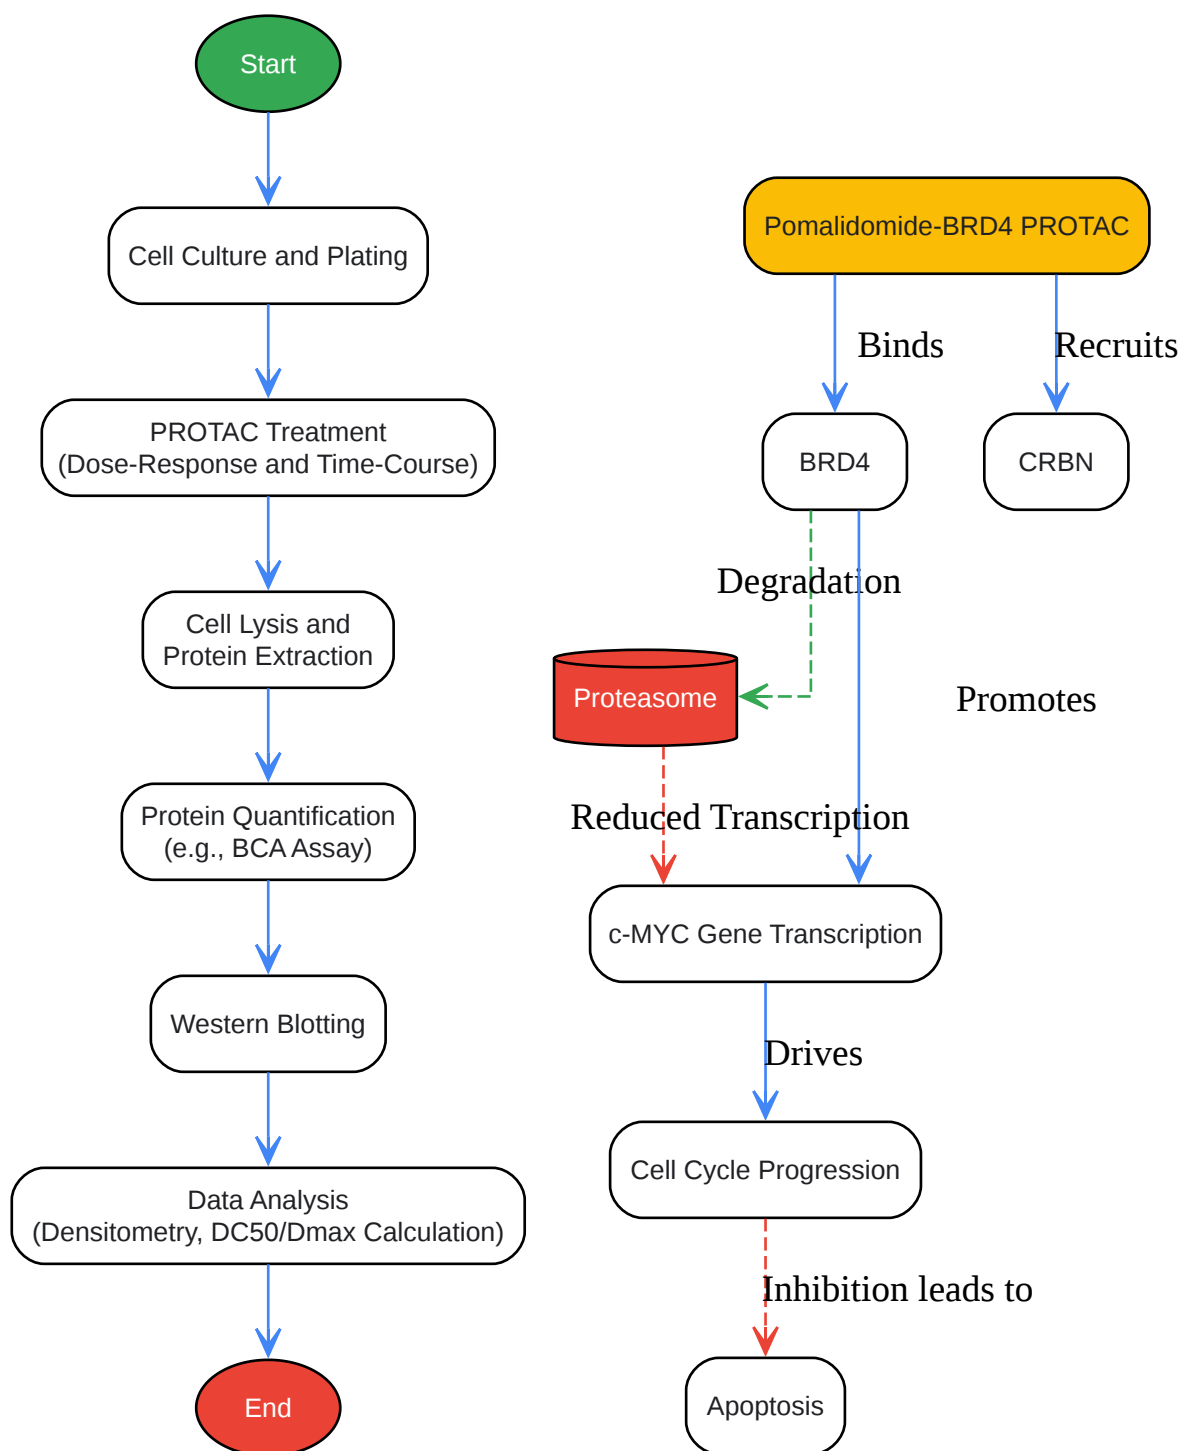 Start
Cell Culture and Plating
PROTAC Treatment
(Dose-Response and Time-Course)
Cell Lysis and
Protein Extraction
Protein Quantification
(e.g., BCA Assay)
Western Blotting
Data Analysis
(Densitometry, DC50/Dmax Calculation)
End
Pomalidomide-BRD4 PROTAC
Binds
Recruits
BRD4
CRBN
Degradation
Proteasome
Promotes
Reduced Transcription
c-MYC Gene Transcription
Drives
Cell Cycle Progression
Inhibition leads to
Apoptosis